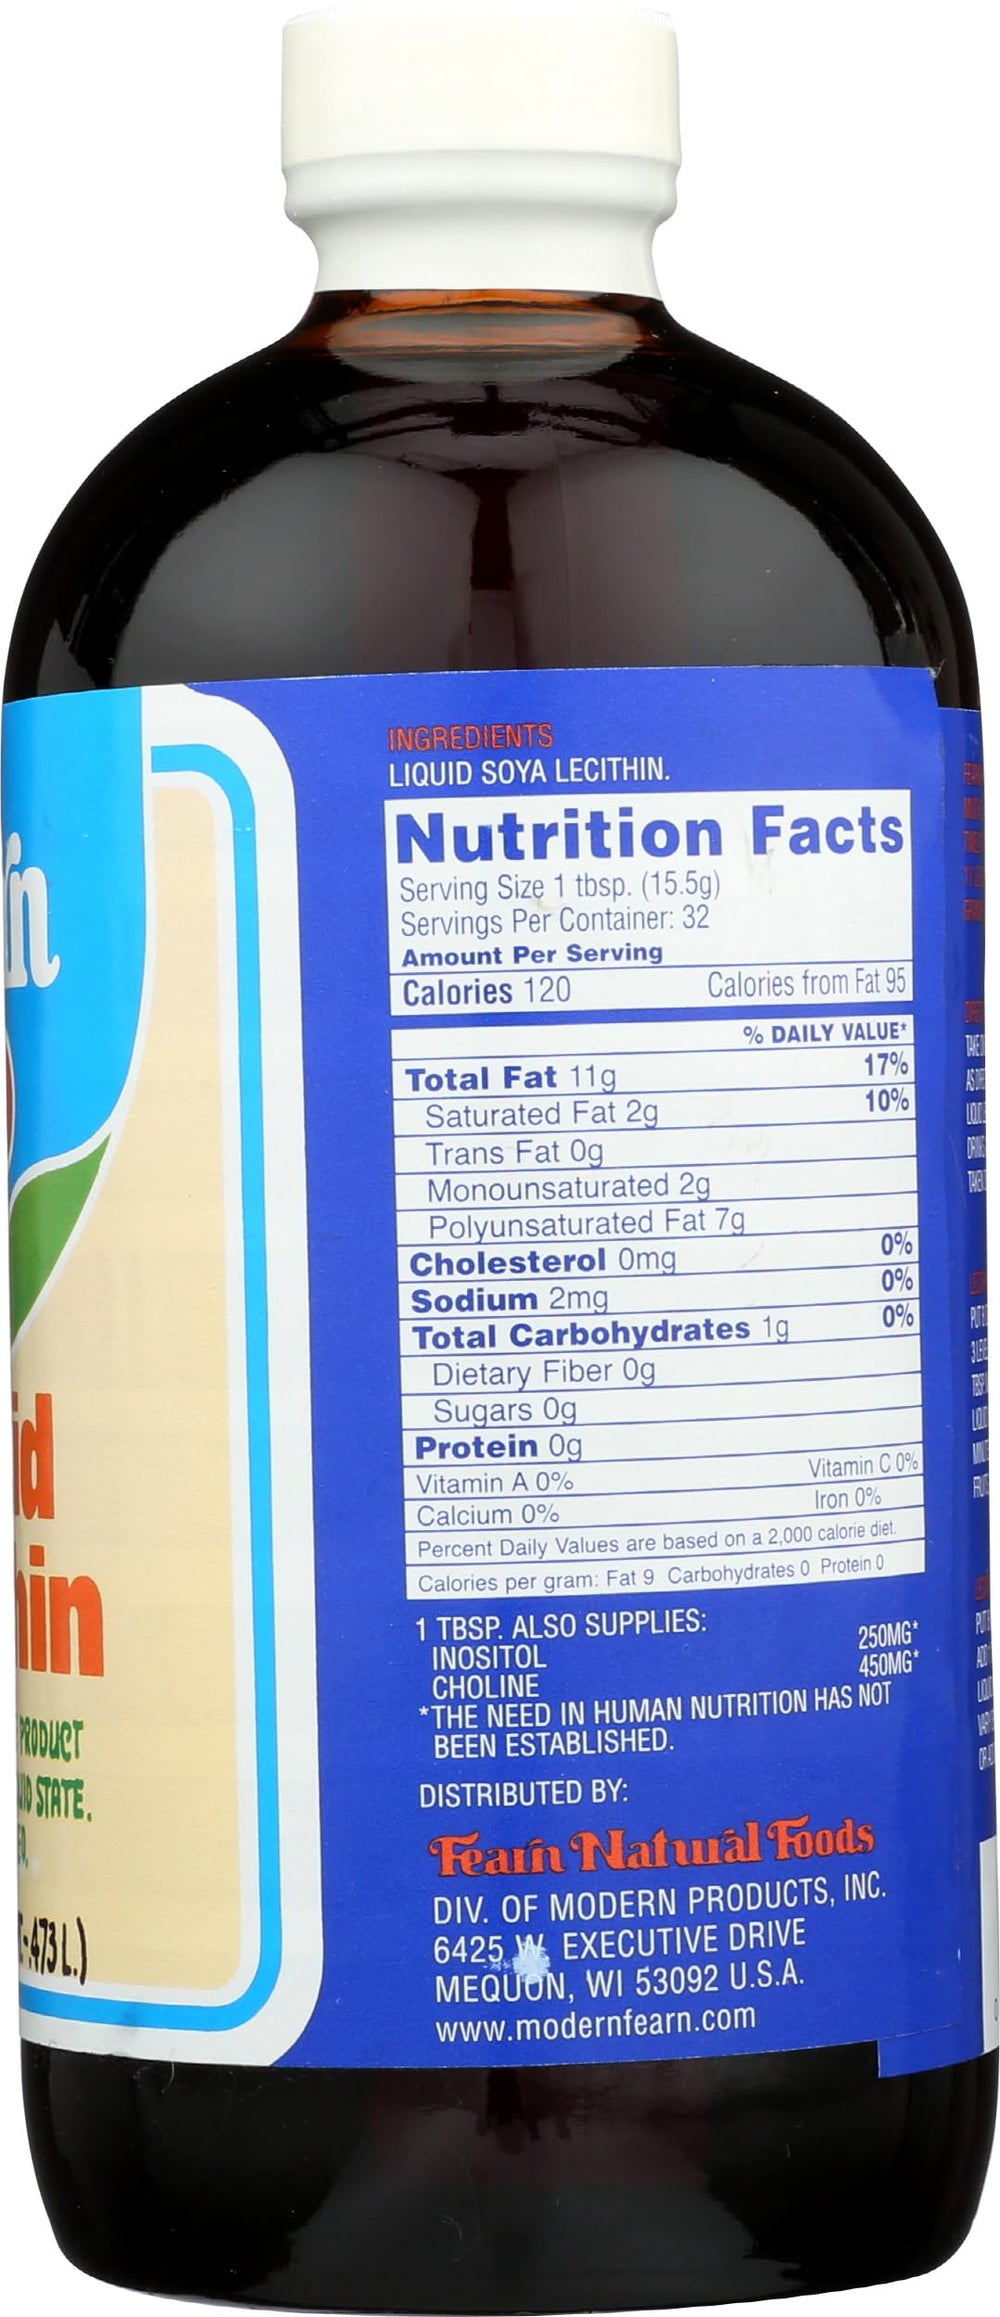 INGREDIENTS
LIQUID SOYA LECITHIN.
Nutrition Facts
Serving Size 1 tbsp. (15.5g)
Servings Per Container: 32
Amount Per Serving
Calories 120 Calories from Fat 95
% DAILY VALUE*
Total Fat 11g 17%
Saturated Fat 2g 10%
Trans Fat 0g
Monounsaturated 2g
Polyunsaturated Fat 7g
Cholesterol 0mg 0%
Sodium 2mg 0%
Total Carbohydrates 1g 0%
Dietary Fiber 0g
Sugars 0g
Protein 0g
Vitamin A 0% Vitamin C 0%
Calcium 0% Iron 0%
Percent Daily Values are based on a 2,000 calorie diet.
Calories per gram: Fat 9 Carbohydrates 0 Protein 0
1 TBSP. ALSO SUPPLIES:
INOSITOL 250MG*
CHOLINE 450MG*
*THE NEED IN HUMAN NUTRITION HAS NOT
BEEN ESTABLISHED.
DISTRIBUTED BY:
Fearn Natural Foods
DIV. OF MODERN PRODUCTS, INC.
6425 W. EXECUTIVE DRIVE
MEQUON, WI 53092 U.S.A.
www.modernfearn.com
PRODUCT
STATE.
.473 L.)